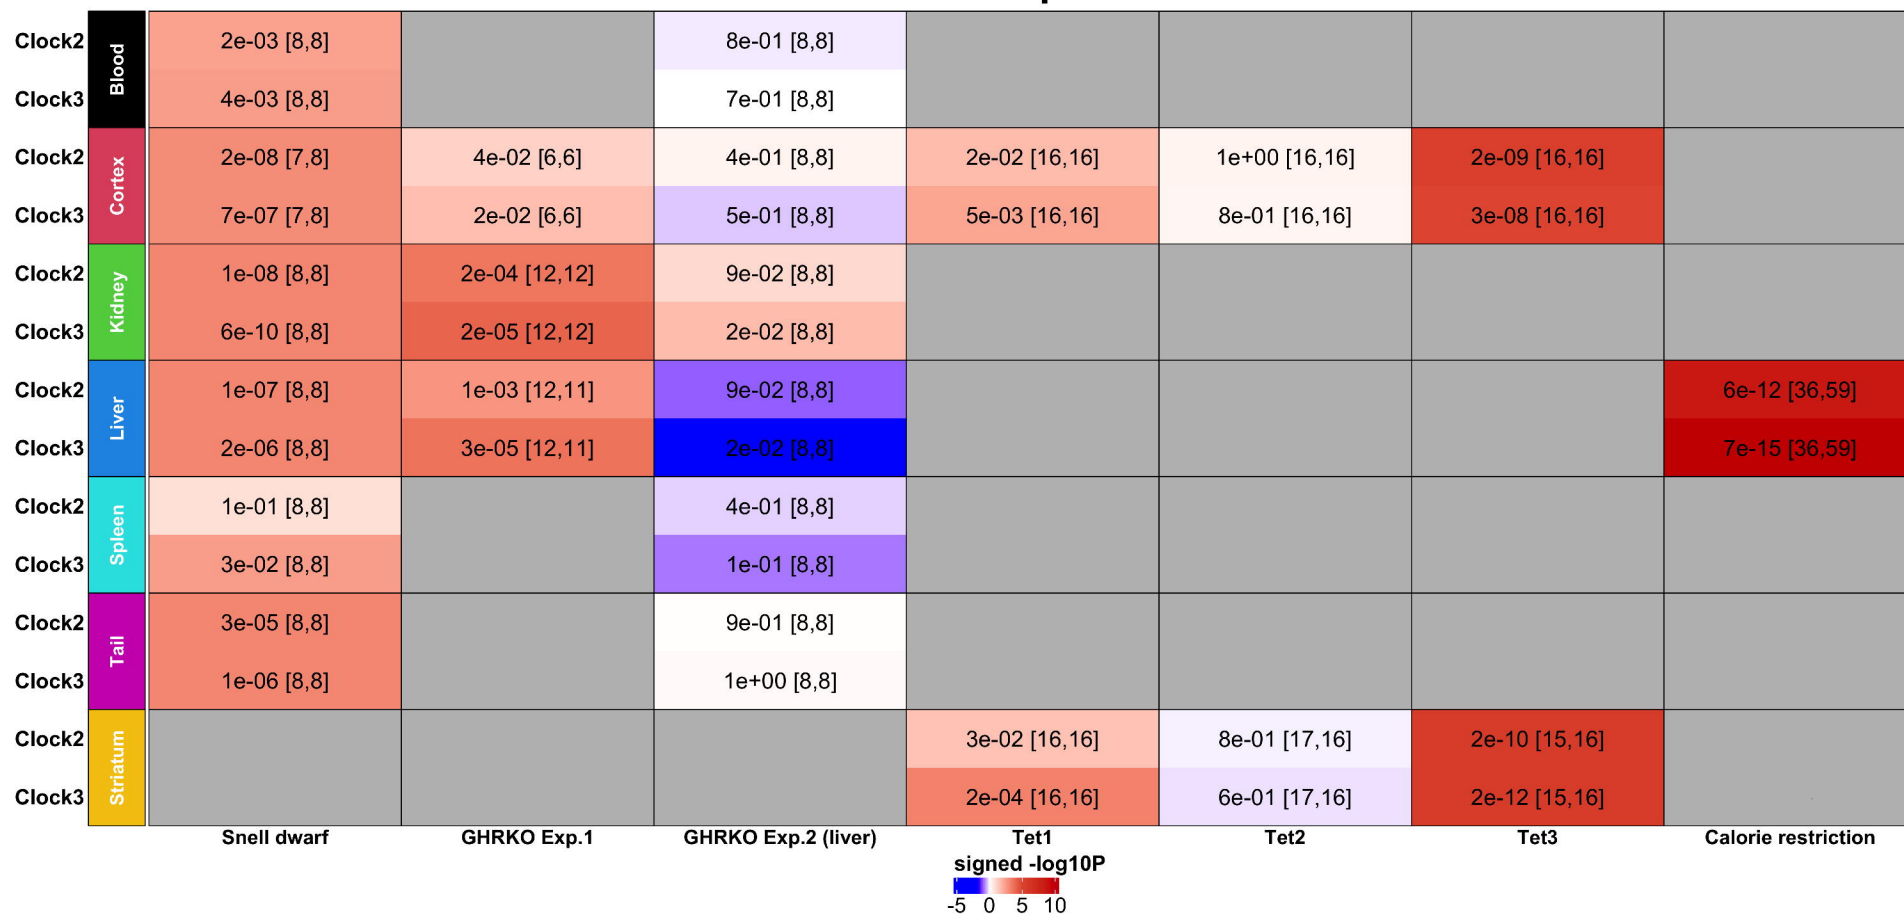 Clock2 Blood 2e-03 [8,8] 8e-01 [8,8]
Clock3 4e-03 [8,8] 7e-01 [8,8]
Clock2 Cortex 2e-08 [7,8] 4e-02 [6,6] 4e-01 [8,8] 2e-02 [16,16] 1e+00 [16,16] 2e-09 [16,16]
Clock3 7e-07 [7,8] 2e-02 [6,6] 5e-01 [8,8] 5e-03 [16,16] 8e-01 [16,16] 3e-08 [16,16]
Clock2 Kidney 1e-08 [8,8] 2e-04 [12,12] 9e-02 [8,8]
Clock3 6e-10 [8,8] 2e-05 [12,12] 2e-02 [8,8]
Clock2 Liver 1e-07 [8,8] 1e-03 [12,11] 9e-02 [8,8] 6e-12 [36,59]
Clock3 2e-06 [8,8] 3e-05 [12,11] 2e-02 [8,8] 7e-15 [36,59]
Clock2 Spleen 1e-01 [8,8] 4e-01 [8,8]
Clock3 3e-02 [8,8] 1e-01 [8,8]
Clock2 Tail 3e-05 [8,8] 9e-01 [8,8]
Clock3 1e-06 [8,8] 1e+00 [8,8]
Clock2 Striatum 3e-02 [16,16] 8e-01 [17,16] 2e-10 [15,16]
Clock3 2e-04 [16,16] 6e-01 [17,16] 2e-12 [15,16]
Snell dwarf GHRKO Exp.1 GHRKO Exp.2 (liver) Tet1 Tet2 Tet3 Calorie restriction
signed -log10P
-5 0 5 10